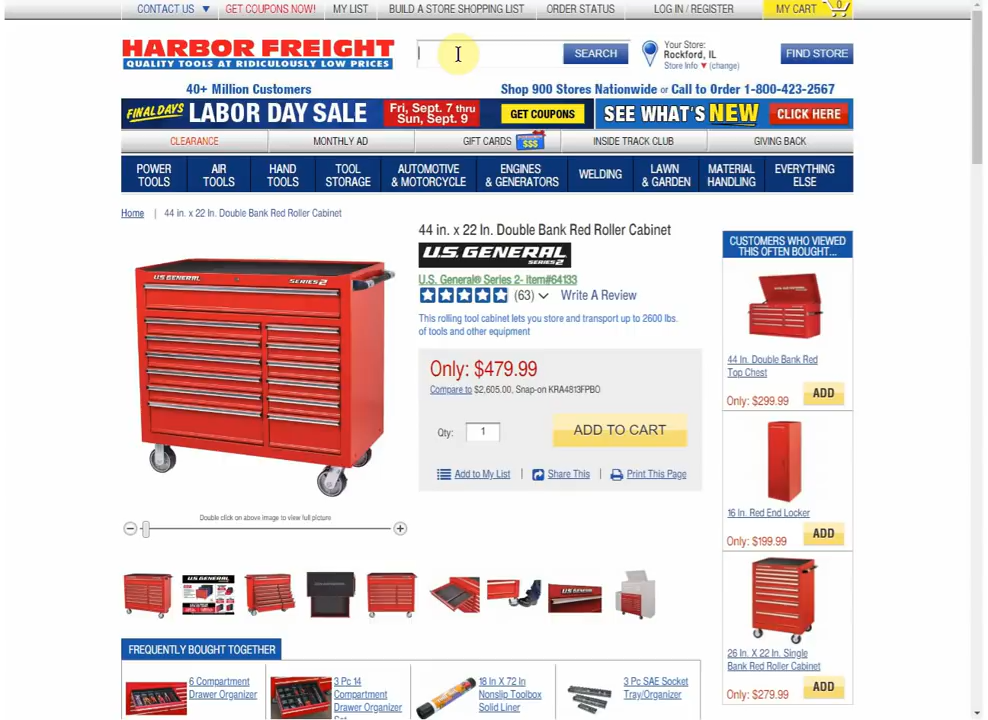 CONTACT US ▼ GET COUPONS NOW! MY LIST BUILD A STORE SHOPPING LIST ORDER STATUS LOG IN / REGISTER MY CART 0
HARBOR FREIGHT
QUALITY TOOLS AT RIDICULOUSLY LOW PRICES
SEARCH
Your Store:
Rockford, IL
Store Info ▼ (change)
FIND STORE
40+ Million Customers
Shop 900 Stores Nationwide or Call to Order 1-800-423-2567
FINAL DAYS LABOR DAY SALE
Fri, Sept. 7 thru
Sun, Sept. 9
GET COUPONS
SEE WHAT'S NEW CLICK HERE
CLEARANCE MONTHLY AD GIFT CARDS $$$ INSIDE TRACK CLUB GIVING BACK
POWER
TOOLS
AIR
TOOLS
HAND
TOOLS
TOOL
STORAGE
AUTOMOTIVE
& MOTORCYCLE
ENGINES
& GENERATORS
WELDING
LAWN
& GARDEN
MATERIAL
HANDLING
EVERYTHING
ELSE
Home | 44 in. x 22 In. Double Bank Red Roller Cabinet
U.S.GENERAL SERIES 2
Double click on above image to view full picture
44 in. x 22 In. Double Bank Red Roller Cabinet
U.S. GENERAL
SERIES 2
U.S. General® Series 2- Item#64133
(63) Write A Review
This rolling tool cabinet lets you store and transport up to 2600 lbs.
of tools and other equipment
Only: $479.99
Compare to $2,605.00, Snap-on KRA4813FPBO
Qty: 1 ADD TO CART
Add to My List | Share This | Print This Page
CUSTOMERS WHO VIEWED
THIS OFTEN BOUGHT...
44 In. Double Bank Red
Top Chest
Only: $299.99 ADD
16 In. Red End Locker
Only: $199.99 ADD
26 In. X 22 In. Single
Bank Red Roller Cabinet
Only: $279.99 ADD
FREQUENTLY BOUGHT TOGETHER
6 Compartment
Drawer Organizer
3 Pc 14
Compartment
Drawer Organizer
Set
18 In X 72 In
Nonslip Toolbox
Solid Liner
3 Pc SAE Socket
Tray/Organizer